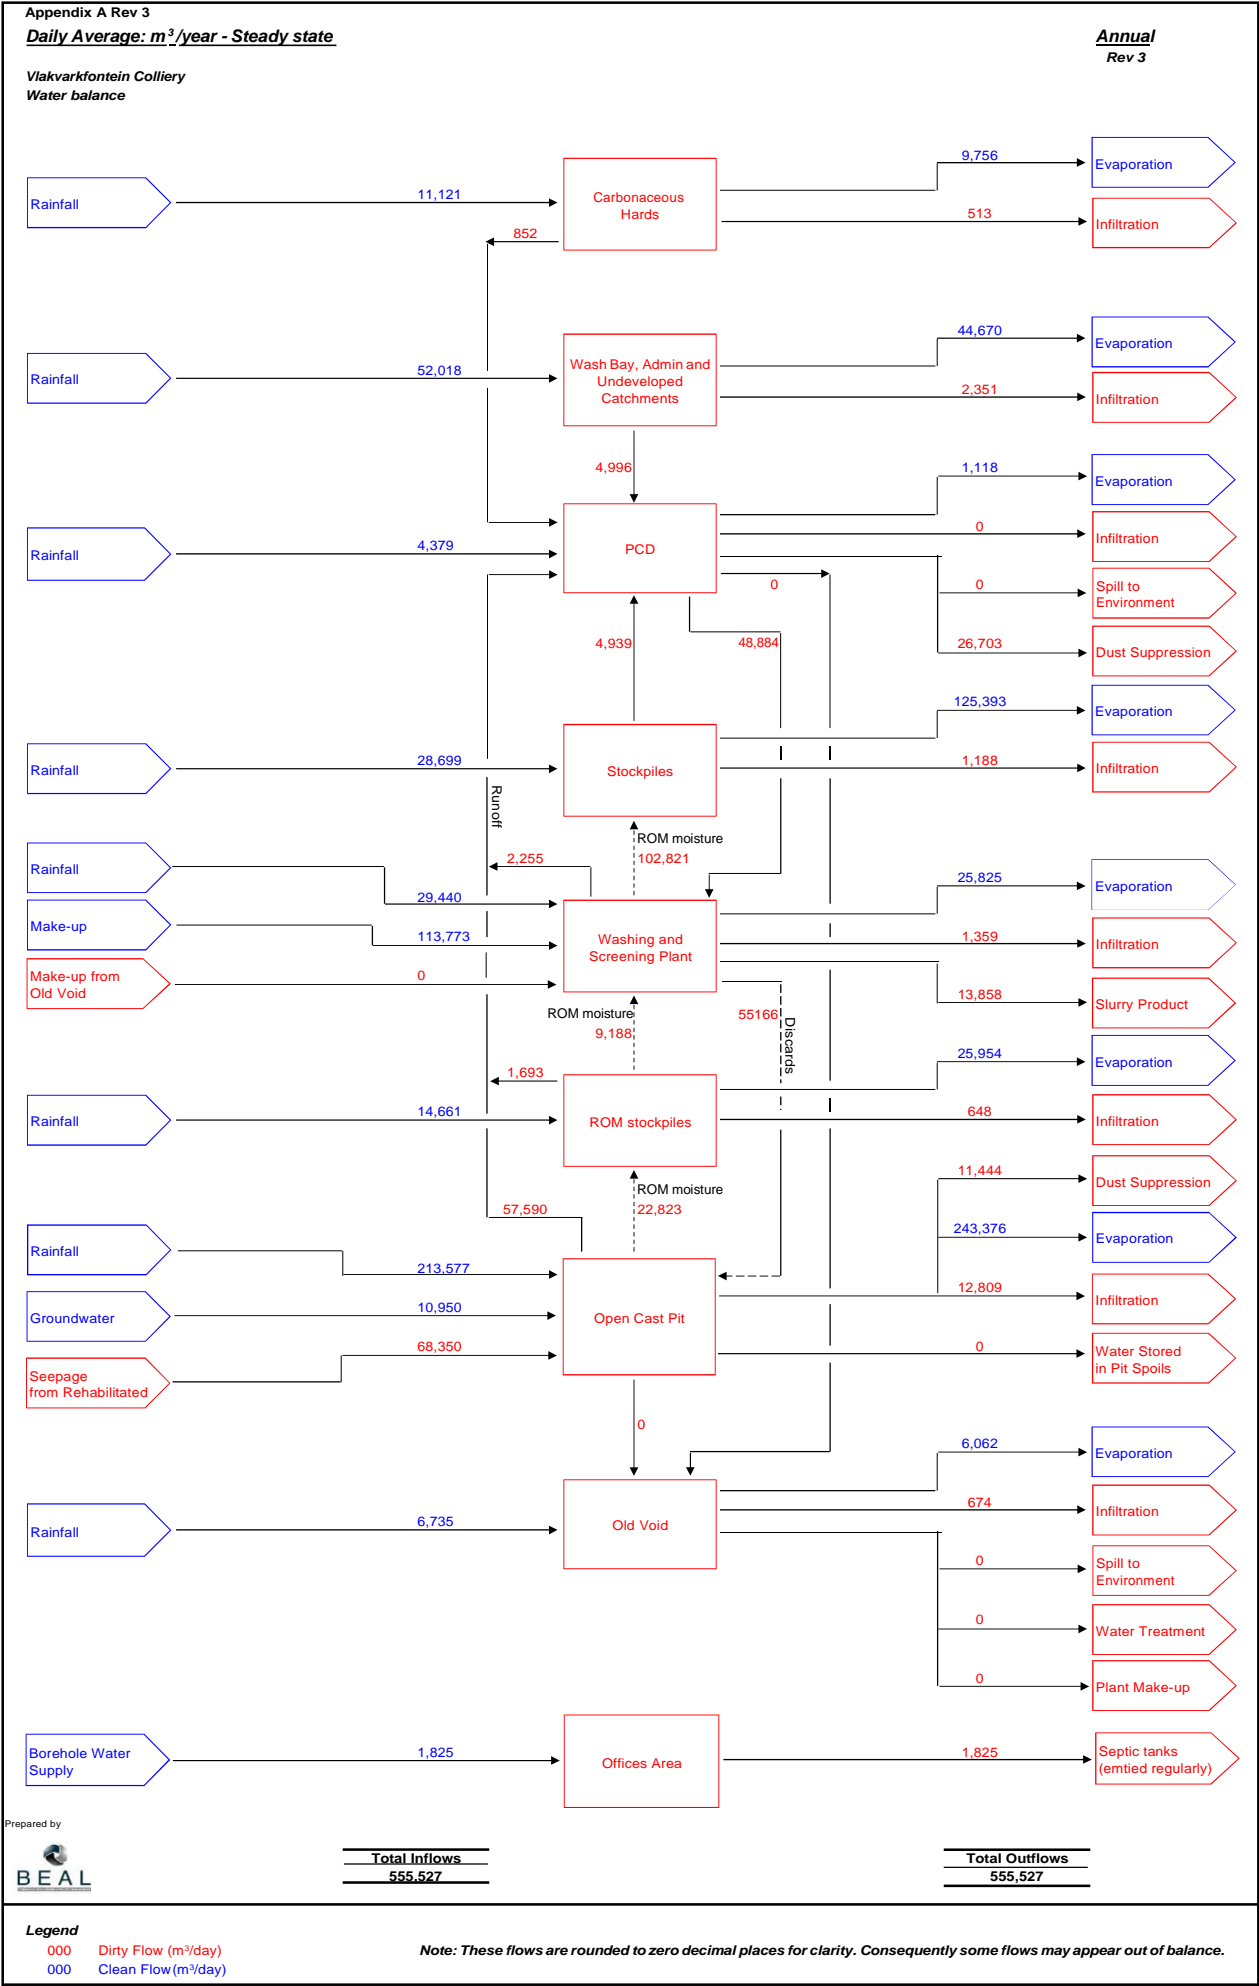 Appendix A Rev 3
Daily Average: m³/year - Steady state
Annual
Rev 3
Vlakvarkfontein Colliery
Water balance
Rainfall
11,121
Carbonaceous
Hards
9,756
Evaporation
513
Infiltration
852
Rainfall
52,018
Wash Bay, Admin and
Undeveloped
Catchments
44,670
Evaporation
2,351
Infiltration
4,996
Rainfall
4,379
PCD
1,118
Evaporation
0
Infiltration
0
0
Spill to
Environment
26,703
Dust Suppression
4,939
48,884
Rainfall
28,699
Stockpiles
125,393
Evaporation
1,188
Infiltration
Runoff
ROM moisture
102,821
2,255
Rainfall
29,440
Make-up
113,773
Make-up from
Old Void
0
Washing and
Screening Plant
25,825
Evaporation
1,359
Infiltration
13,858
Slurry Product
ROM moisture
9,188
55166
Discards
1,693
Rainfall
14,661
ROM stockpiles
25,954
Evaporation
648
Infiltration
ROM moisture
22,823
57,590
Rainfall
213,577
Groundwater
10,950
Seepage
from Rehabilitated
68,350
Open Cast Pit
11,444
Dust Suppression
243,376
Evaporation
12,809
Infiltration
0
Water Stored
in Pit Spoils
0
Rainfall
6,735
Old Void
6,062
Evaporation
674
Infiltration
0
Spill to
Environment
0
Water Treatment
0
Plant Make-up
Borehole Water
Supply
1,825
Offices Area
1,825
Septic tanks
(emtied regularly)
Prepared by
BEAL
Total Inflows
555,527
Total Outflows
555,527
Legend
000 Dirty Flow (m³/day)
000 Clean Flow (m³/day)
Note: These flows are rounded to zero decimal places for clarity. Consequently some flows may appear out of balance.